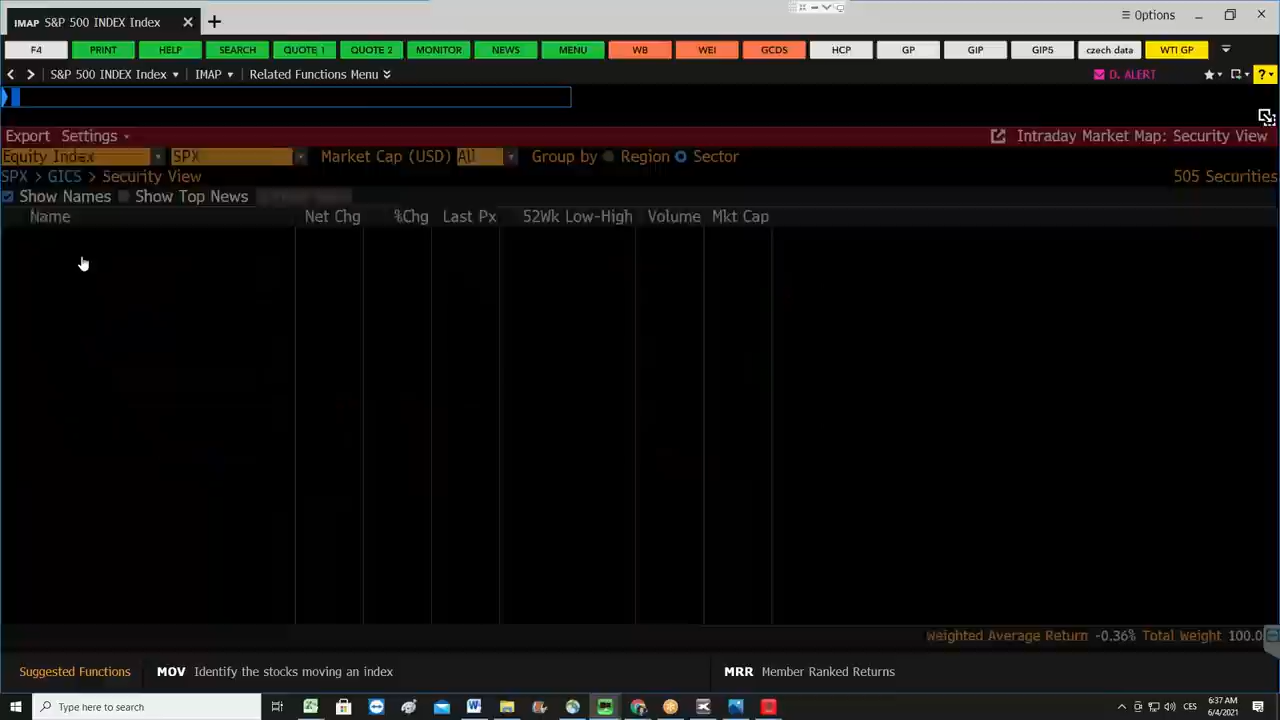 IMAP S&P 500 INDEX Index
Options
F4 PRINT HELP SEARCH QUOTE 1 QUOTE 2 MONITOR NEWS MENU WB WEI GCDS HCP GP GIP GIP5 czech data WTI GP
S&P 500 INDEX Index IMAP Related Functions Menu D. ALERT
Export Settings Intraday Market Map: Security View
Equity Index SPX Market Cap (USD) All Group by Region Sector
SPX > GICS > Security View 505 Securities
Show Names Show Top News
Name Net Chg %Chg Last Px 52Wk Low-High Volume Mkt Cap
Weighted Average Return -0.36% Total Weight 100.0
Suggested Functions MOV Identify the stocks moving an index MRR Member Ranked Returns
Type here to search CES 6:37 AM
6/4/2021